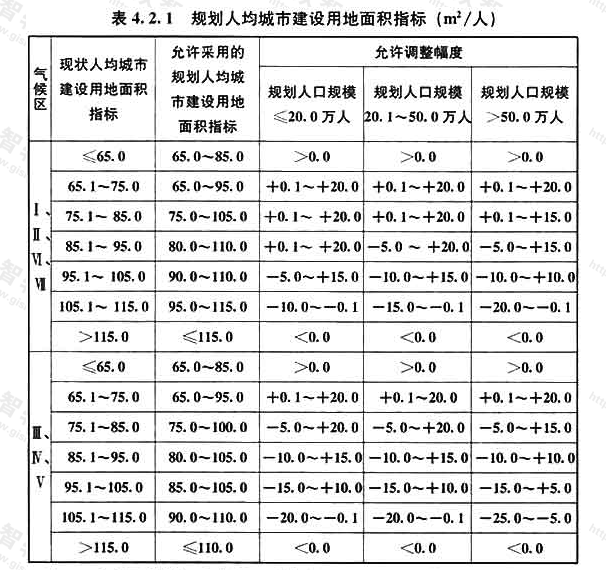 表 4.2.1 规划人均城市建设用地面积指标 (m²/人)
气候区 现状人均城市建设用地面积指标 允许采用的规划人均城市建设用地面积指标 允许调整幅度
规划人口规模≤20.0万人 规划人口规模20.1～50.0万人 规划人口规模>50.0万人
Ⅰ、Ⅱ、Ⅵ、Ⅶ
≤65.0 65.0～85.0 >0.0 >0.0 >0.0
65.1～75.0 65.0～95.0 +0.1～+20.0 +0.1～+20.0 +0.1～+20.0
75.1～85.0 75.0～105.0 +0.1～+20.0 +0.1～+20.0 +0.1～+15.0
85.1～95.0 80.0～110.0 +0.1～+20.0 −5.0～+20.0 −5.0～+15.0
95.1～105.0 90.0～110.0 −5.0～+15.0 −10.0～+15.0 −10.0～+10.0
105.1～115.0 95.0～115.0 −10.0～−0.1 −15.0～−0.1 −20.0～−0.1
>115.0 ≤115.0 <0.0 <0.0 <0.0
Ⅲ、Ⅳ、Ⅴ
≤65.0 65.0～85.0 >0.0 >0.0 >0.0
65.1～75.0 65.0～95.0 +0.1～+20.0 +0.1～20.0 +0.1～+20.0
75.1～85.0 75.0～100.0 −5.0～+20.0 −5.0～+20.0 −5.0～+15.0
85.1～95.0 80.0～105.0 −10.0～+15.0 −10.0～+15.0 −10.0～+10.0
95.1～105.0 85.0～105.0 −15.0～+10.0 −15.0～+10.0 −15.0～+5.0
105.1～115.0 90.0～110.0 −20.0～−0.1 −20.0～−0.1 −25.0～−5.0
>115.0 ≤110.0 <0.0 <0.0 <0.0